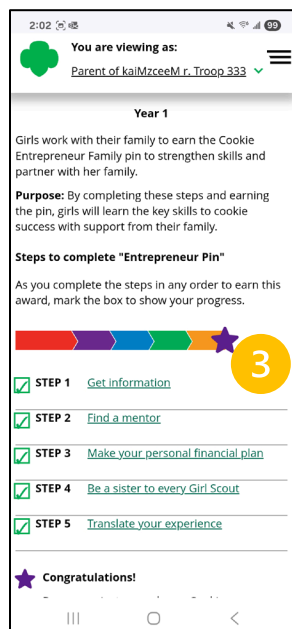 2:02
99
You are viewing as:
Parent of kaiMzceeM r. Troop 333
Year 1
Girls work with their family to earn the Cookie
Entrepreneur Family pin to strengthen skills and
partner with her family.
Purpose: By completing these steps and earning
the pin, girls will learn the key skills to cookie
success with support from their family.
Steps to complete "Entrepreneur Pin"
As you complete the steps in any order to earn this
award, mark the box to show your progress.
3
STEP 1 Get information
STEP 2 Find a mentor
STEP 3 Make your personal financial plan
STEP 4 Be a sister to every Girl Scout
STEP 5 Translate your experience
Congratulations!